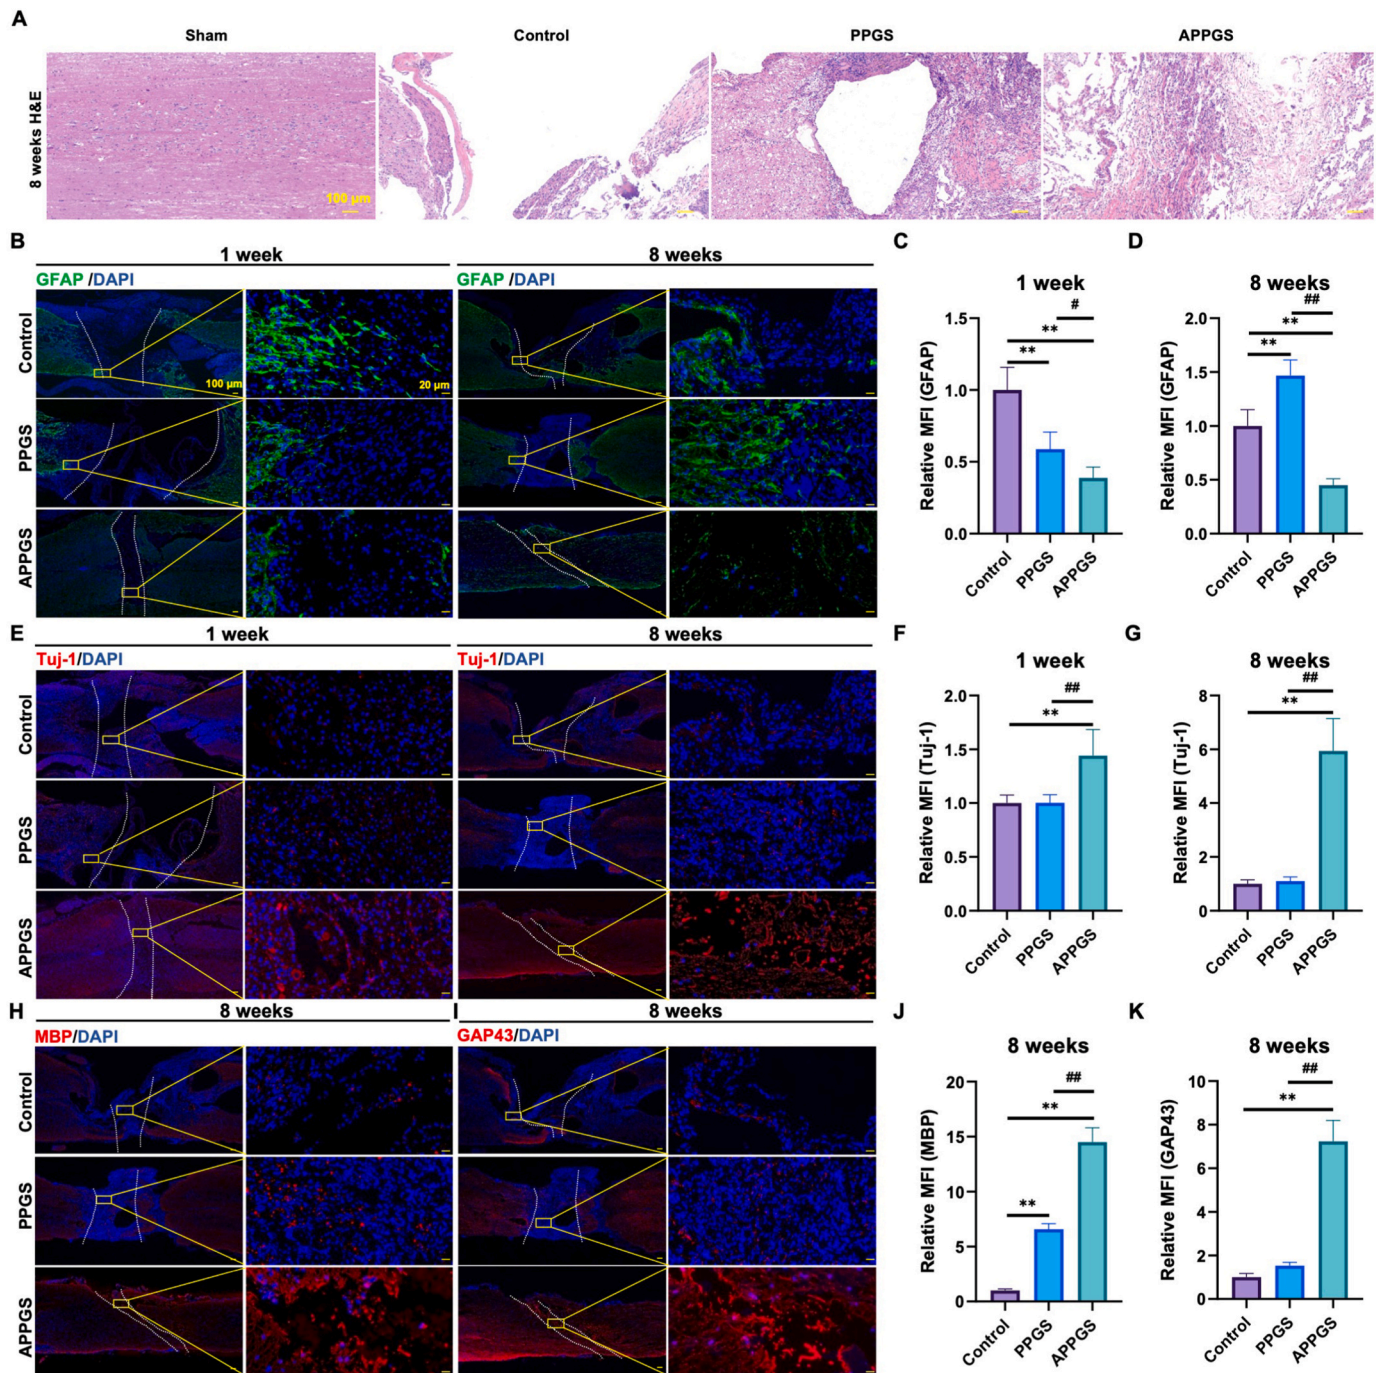 A
Sham
Control
PPGS
APPGS
8 weeks H&E
100 μm
B
1 week
8 weeks
GFAP /DAPI
GFAP /DAPI
Control
PPGS
APPGS
100 μm
20 μm
C
1 week
Relative MFI (GFAP)
1.5
1.0
0.5
0.0
#
**
**
Control
PPGS
APPGS
D
8 weeks
Relative MFI (GFAP)
2.0
1.5
1.0
0.5
0.0
##
**
**
Control
PPGS
APPGS
E
1 week
8 weeks
Tuj-1/DAPI
Tuj-1/DAPI
Control
PPGS
APPGS
F
1 week
Relative MFI (Tuj-1)
2.0
1.5
1.0
0.5
0.0
##
**
Control
PPGS
APPGS
G
8 weeks
Relative MFI (Tuj-1)
8
6
4
2
0
##
**
Control
PPGS
APPGS
H
8 weeks
MBP/DAPI
I
8 weeks
GAP43/DAPI
Control
PPGS
APPGS
J
8 weeks
Relative MFI (MBP)
20
15
10
5
0
##
**
**
Control
PPGS
APPGS
K
8 weeks
Relative MFI (GAP43)
10
8
6
4
2
0
##
**
Control
PPGS
APPGS